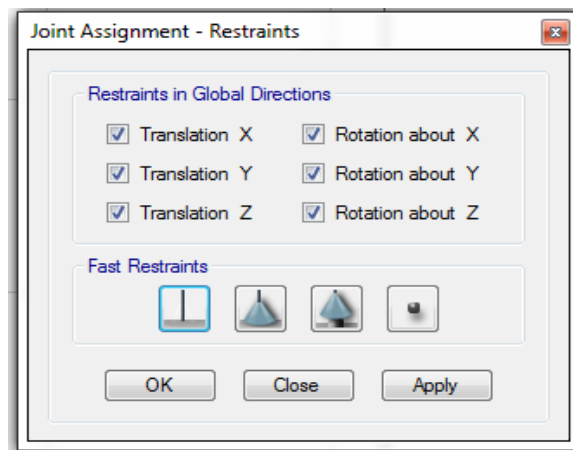 Joint Assignment - Restraints
Restraints in Global Directions
Translation X Rotation about X
Translation Y Rotation about Y
Translation Z Rotation about Z
Fast Restraints
OK Close Apply